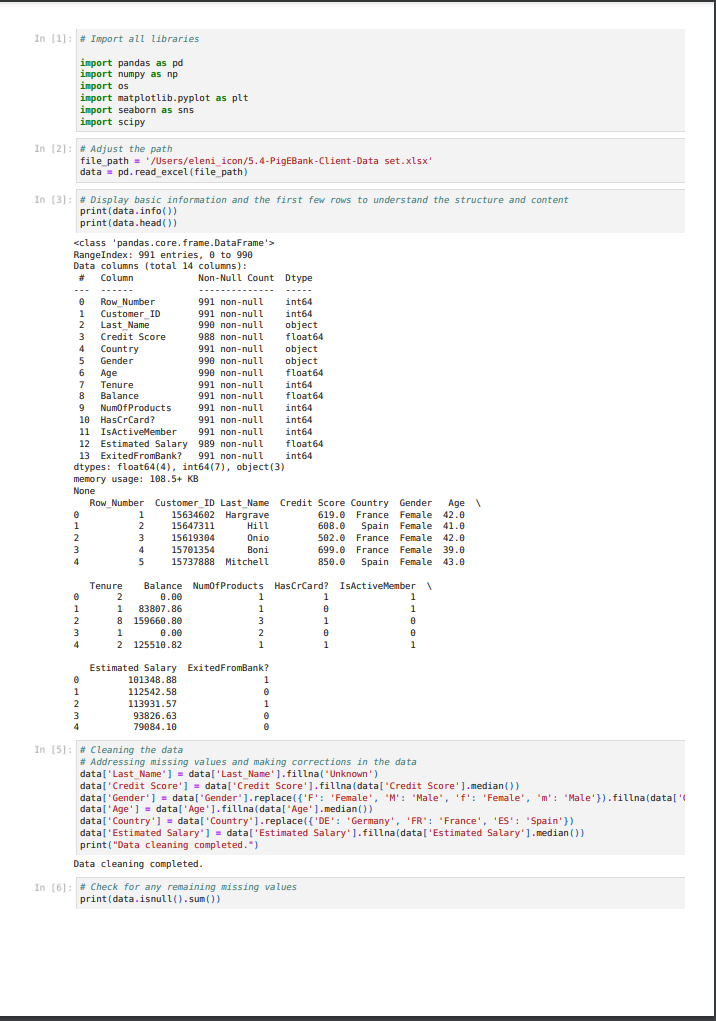 In [1]: # Import all libraries
import pandas as pd
import numpy as np
import os
import matplotlib.pyplot as plt
import seaborn as sns
import scipy
In [2]: # Adjust the path
file_path = '/Users/eleni_icon/5.4-PigEBank-Client-Data set.xlsx'
data = pd.read_excel(file_path)
In [3]: # Display basic information and the first few rows to understand the structure and content
print(data.info())
print(data.head())
<class 'pandas.core.frame.DataFrame'>
RangeIndex: 991 entries, 0 to 990
Data columns (total 14 columns):
 #   Column            Non-Null Count  Dtype
---  ------            --------------  -----
 0   Row_Number        991 non-null    int64
 1   Customer_ID       991 non-null    int64
 2   Last_Name         990 non-null    object
 3   Credit Score      988 non-null    float64
 4   Country           991 non-null    object
 5   Gender            990 non-null    object
 6   Age               990 non-null    float64
 7   Tenure            991 non-null    int64
 8   Balance           991 non-null    float64
 9   NumOfProducts     991 non-null    int64
 10  HasCrCard?        991 non-null    int64
 11  IsActiveMember    991 non-null    int64
 12  Estimated Salary  989 non-null    float64
 13  ExitedFromBank?   991 non-null    int64
dtypes: float64(4), int64(7), object(3)
memory usage: 108.5+ KB
None
   Row_Number  Customer_ID Last_Name  Credit Score Country  Gender   Age  \
0           1     15634602  Hargrave         619.0  France  Female  42.0
1           2     15647311      Hill         608.0   Spain  Female  41.0
2           3     15619304      Onio         502.0  France  Female  42.0
3           4     15701354      Boni         699.0  France  Female  39.0
4           5     15737888  Mitchell         850.0   Spain  Female  43.0
   Tenure    Balance  NumOfProducts  HasCrCard?  IsActiveMember  \
0       2       0.00              1           1               1
1       1   83807.86              1           0               1
2       8  159660.80              3           1               0
3       1       0.00              2           0               0
4       2  125510.82              1           1               1
   Estimated Salary  ExitedFromBank?
0         101348.88                1
1         112542.58                0
2         113931.57                1
3          93826.63                0
4          79084.10                0
In [5]: # Cleaning the data
# Addressing missing values and making corrections in the data
data['Last_Name'] = data['Last_Name'].fillna('Unknown')
data['Credit Score'] = data['Credit Score'].fillna(data['Credit Score'].median())
data['Gender'] = data['Gender'].replace({'F': 'Female', 'M': 'Male', 'f': 'Female', 'm': 'Male'}).fillna(data['
data['Age'] = data['Age'].fillna(data['Age'].median())
data['Country'] = data['Country'].replace({'DE': 'Germany', 'FR': 'France', 'ES': 'Spain'})
data['Estimated Salary'] = data['Estimated Salary'].fillna(data['Estimated Salary'].median())
print("Data cleaning completed.")
Data cleaning completed.
In [6]: # Check for any remaining missing values
print(data.isnull().sum())